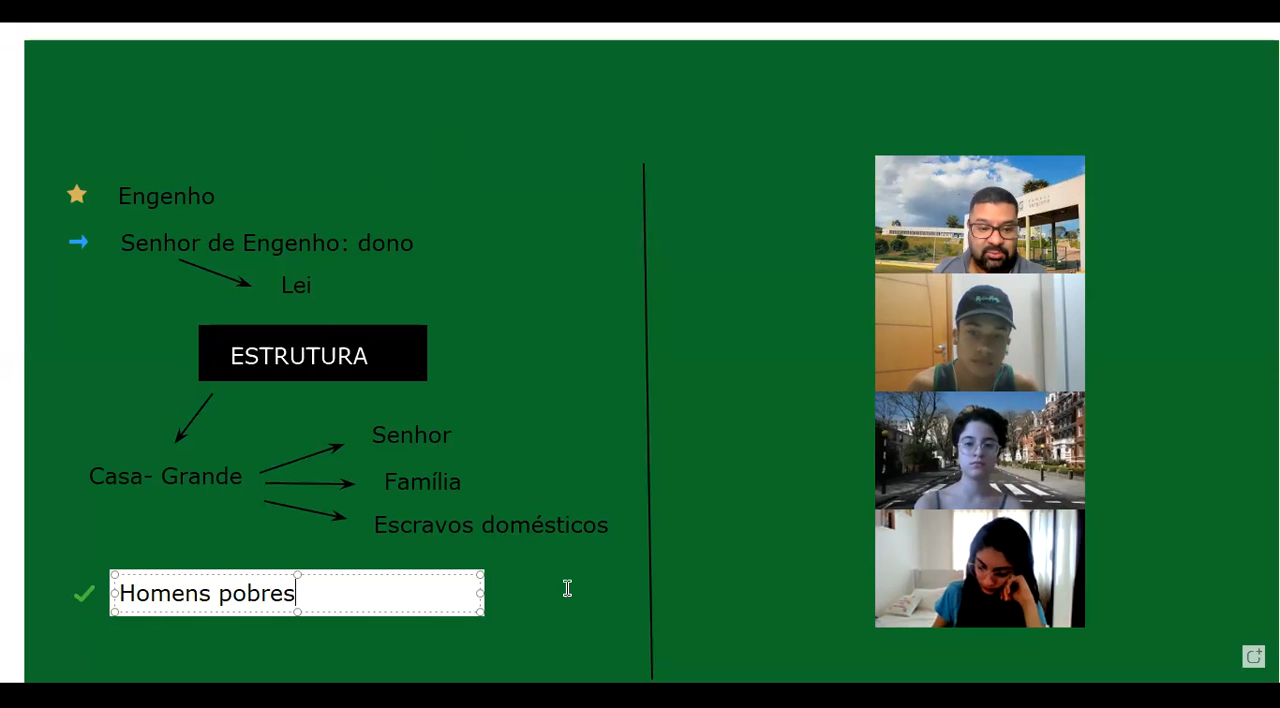 Engenho
Senhor de Engenho: dono
Lei
ESTRUTURA
Senhor
Casa- Grande
Família
Escravos domésticos
Homens pobres